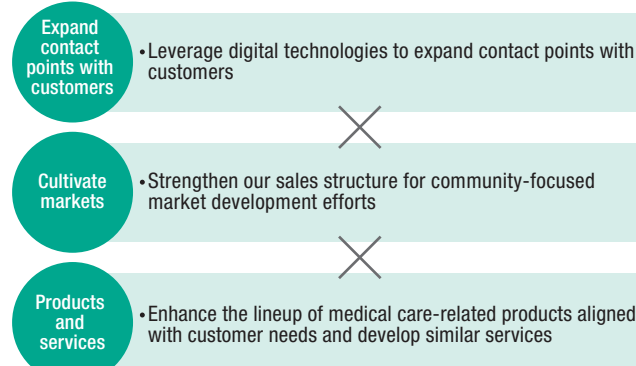 Expand
contact
points with
customers
•Leverage digital technologies to expand contact points with
customers
Cultivate
markets
•Strengthen our sales structure for community-focused
market development efforts
Products
and
services
•Enhance the lineup of medical care-related products aligned
with customer needs and develop similar services